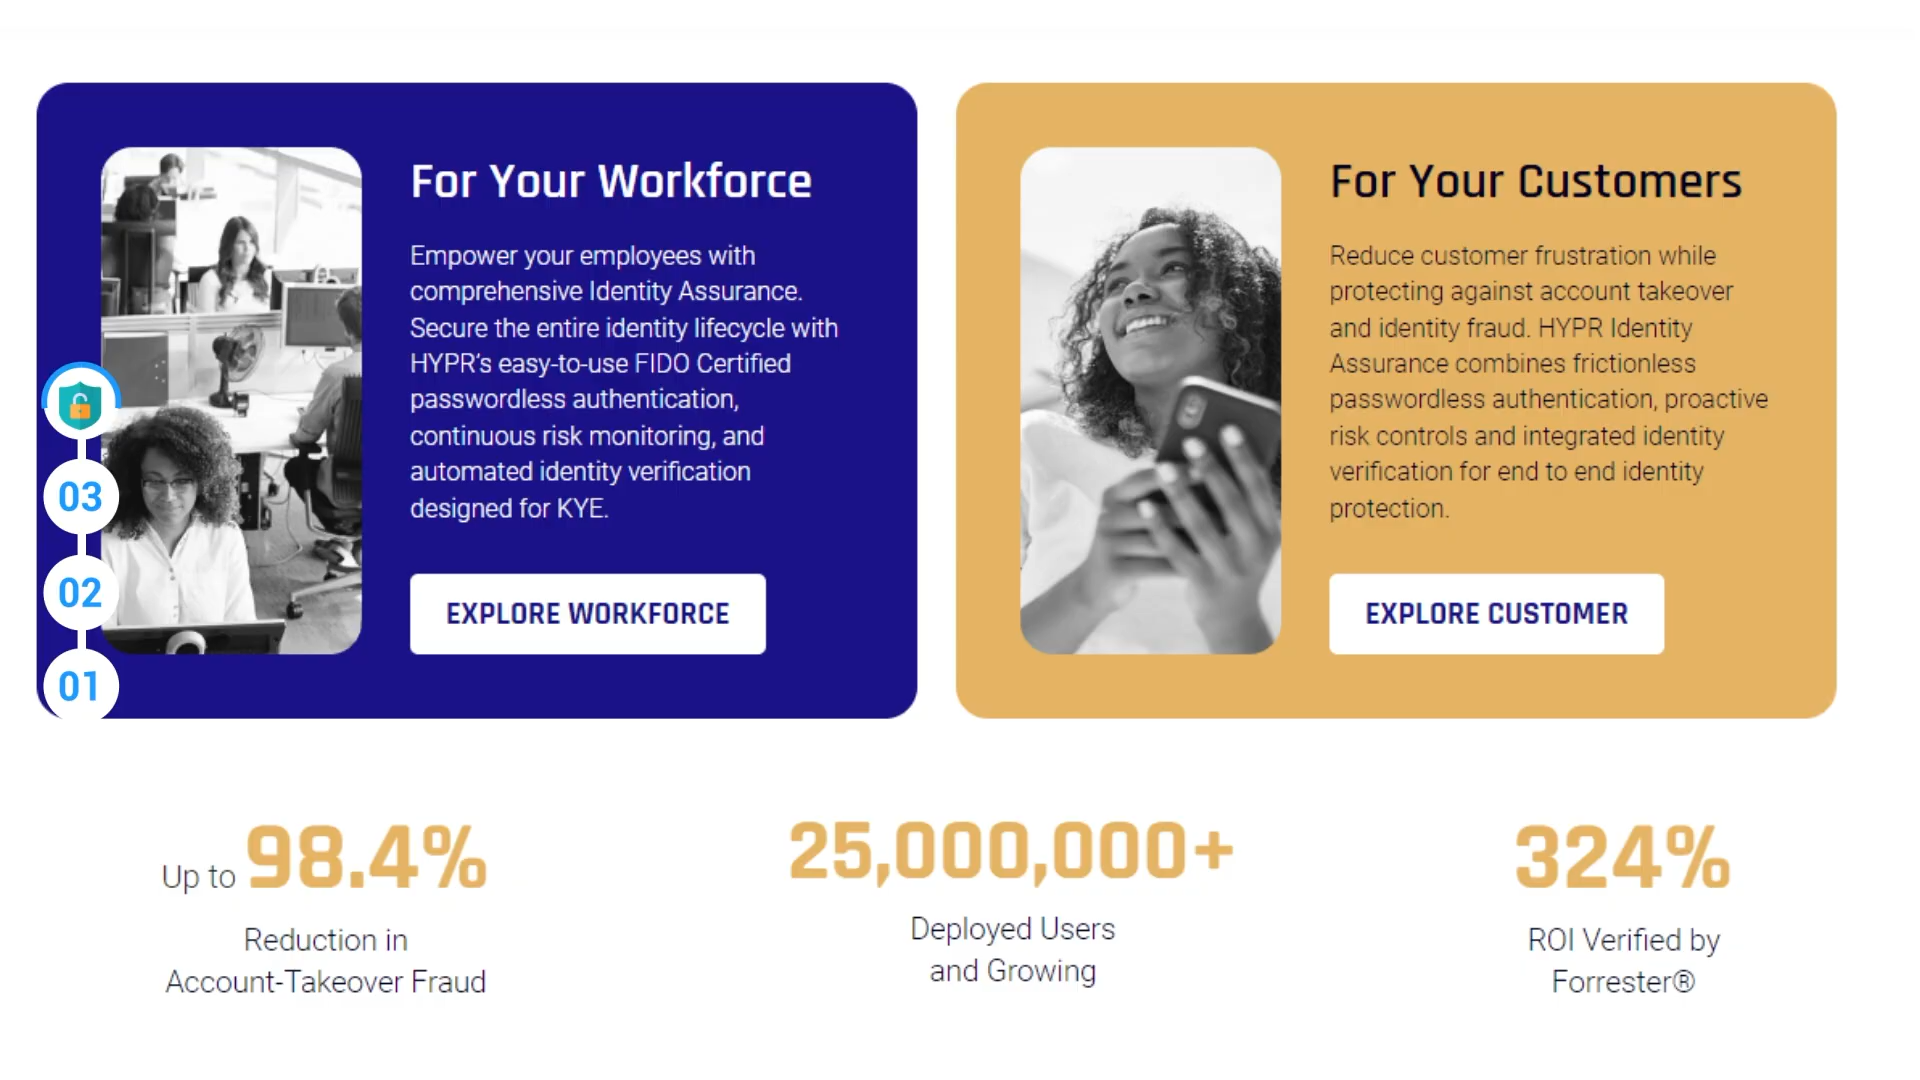 For Your Workforce
Empower your employees with
comprehensive Identity Assurance.
Secure the entire identity lifecycle with
HYPR's easy-to-use FIDO Certified
passwordless authentication,
continuous risk monitoring, and
automated identity verification
designed for KYE.
EXPLORE WORKFORCE
03
02
01
For Your Customers
Reduce customer frustration while
protecting against account takeover
and identity fraud. HYPR Identity
Assurance combines frictionless
passwordless authentication, proactive
risk controls and integrated identity
verification for end to end identity
protection.
EXPLORE CUSTOMER
Up to 98.4%
Reduction in
Account-Takeover Fraud
25,000,000+
Deployed Users
and Growing
324%
ROI Verified by
Forrester®